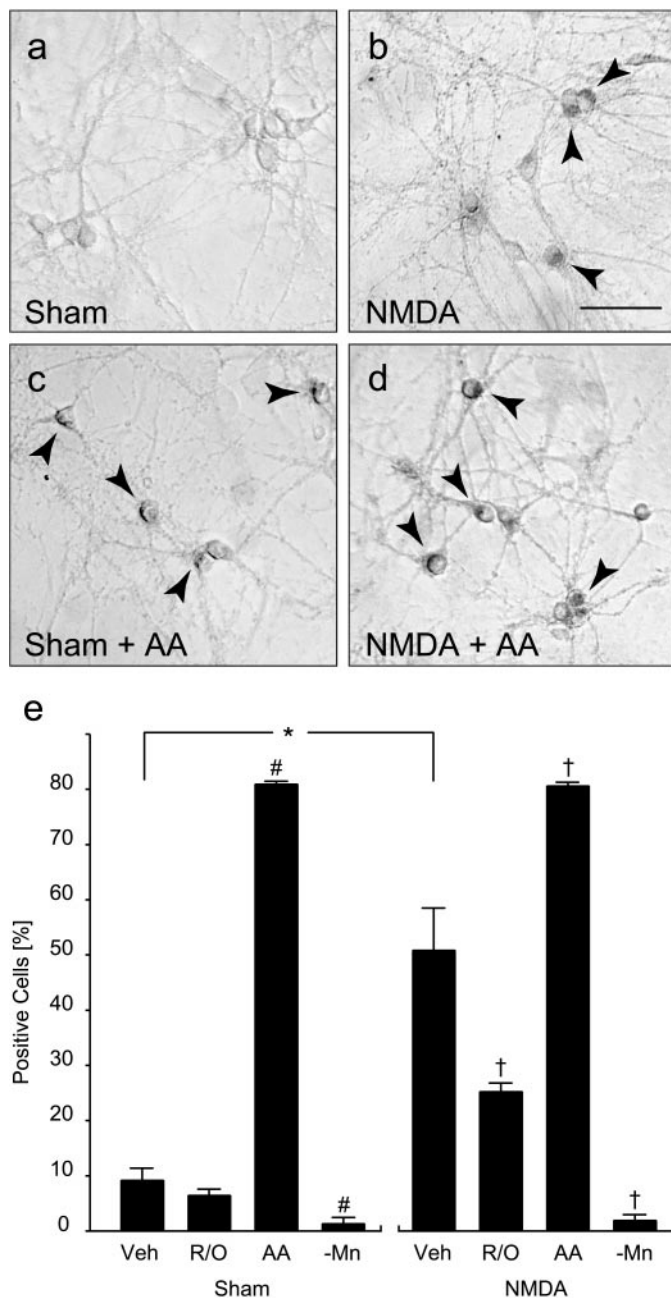 a
b
Sham
NMDA
c
d
Sham + AA
NMDA + AA
e
*
#
†
80
70
60
50
†
40
30
20
10
#
†
0
Positive Cells [%]
Veh R/O AA -Mn Veh R/O AA -Mn
Sham NMDA